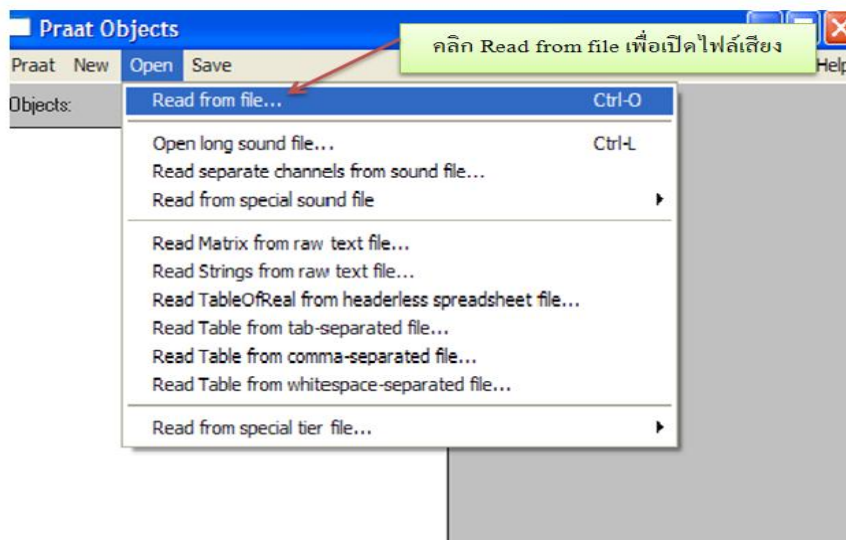 Praat Objects
คลิก Read from file เพื่อเปิดไฟล์เสียง
Praat New Open Save Help
Objects:
Read from file... Ctrl-O
Open long sound file... Ctrl-L
Read separate channels from sound file...
Read from special sound file
Read Matrix from raw text file...
Read Strings from raw text file...
Read TableOfReal from headerless spreadsheet file...
Read Table from tab-separated file...
Read Table from comma-separated file...
Read Table from whitespace-separated file...
Read from special tier file...